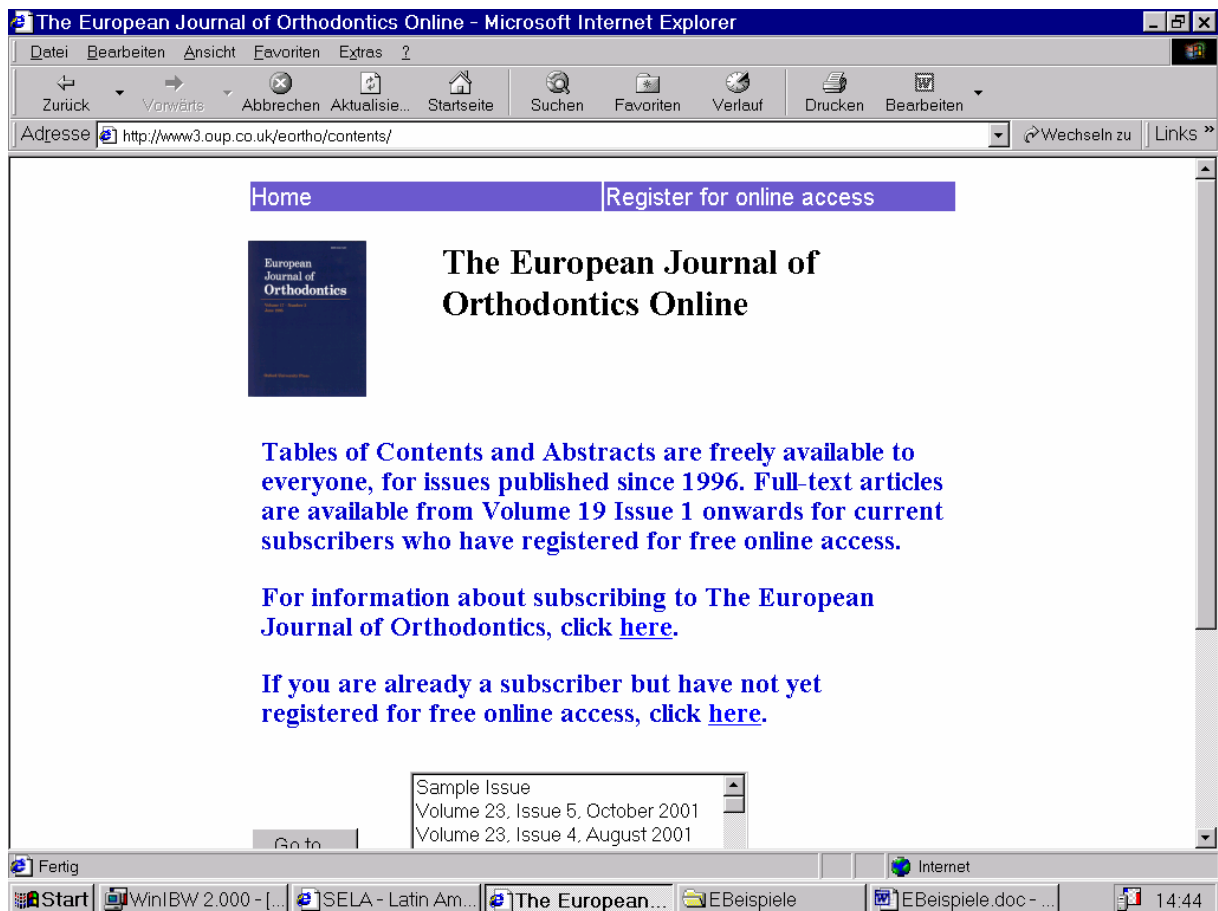 The European Journal of Orthodontics Online - Microsoft Internet Explorer
Datei Bearbeiten Ansicht Favoriten Extras ?
Zurück Vorwärts Abbrechen Aktualisie... Startseite Suchen Favoriten Verlauf Drucken Bearbeiten
Adresse http://www3.oup.co.uk/eortho/contents/ Wechseln zu Links »
Home Register for online access
European
Journal of
Orthodontics
The European Journal of
Orthodontics Online
Tables of Contents and Abstracts are freely available to
everyone, for issues published since 1996. Full-text articles
are available from Volume 19 Issue 1 onwards for current
subscribers who have registered for free online access.
For information about subscribing to The European
Journal of Orthodontics, click here.
If you are already a subscriber but have not yet
registered for free online access, click here.
Sample Issue
Volume 23, Issue 5, October 2001
Volume 23, Issue 4, August 2001
Go to
Fertig Internet
Start WinIBW 2.000 - [... SELA - Latin Am... The European... EBeispiele EBeispiele.doc - ... 14:44